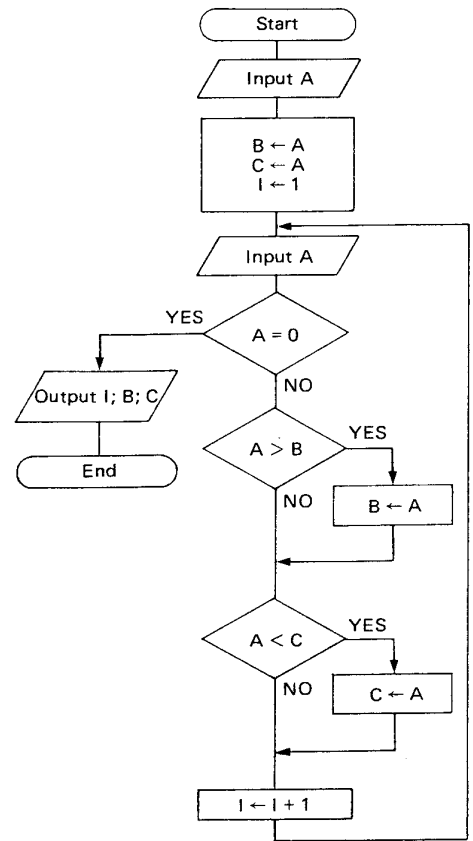 Start
Input A
B ← A
C ← A
I ← 1
Input A
YES
A = 0
Output I; B; C
NO
End
A > B
YES
B ← A
NO
A < C
YES
C ← A
NO
I ← I + 1